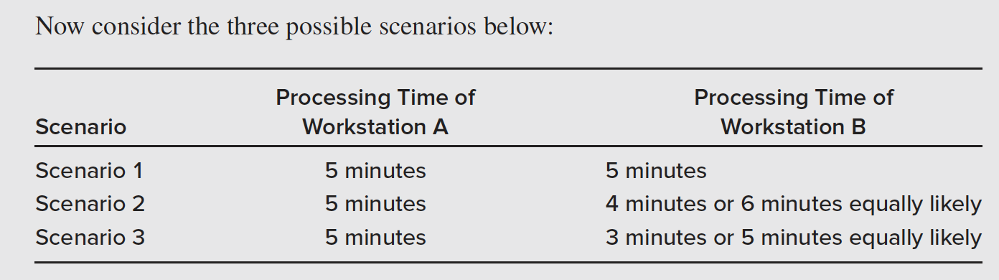 Now consider the three possible scenarios below:
Processing Time of Processing Time of
Scenario Workstation A Workstation B
Scenario 1 5 minutes 5 minutes
Scenario 2 5 minutes 4 minutes or 6 minutes equally likely
Scenario 3 5 minutes 3 minutes or 5 minutes equally likely